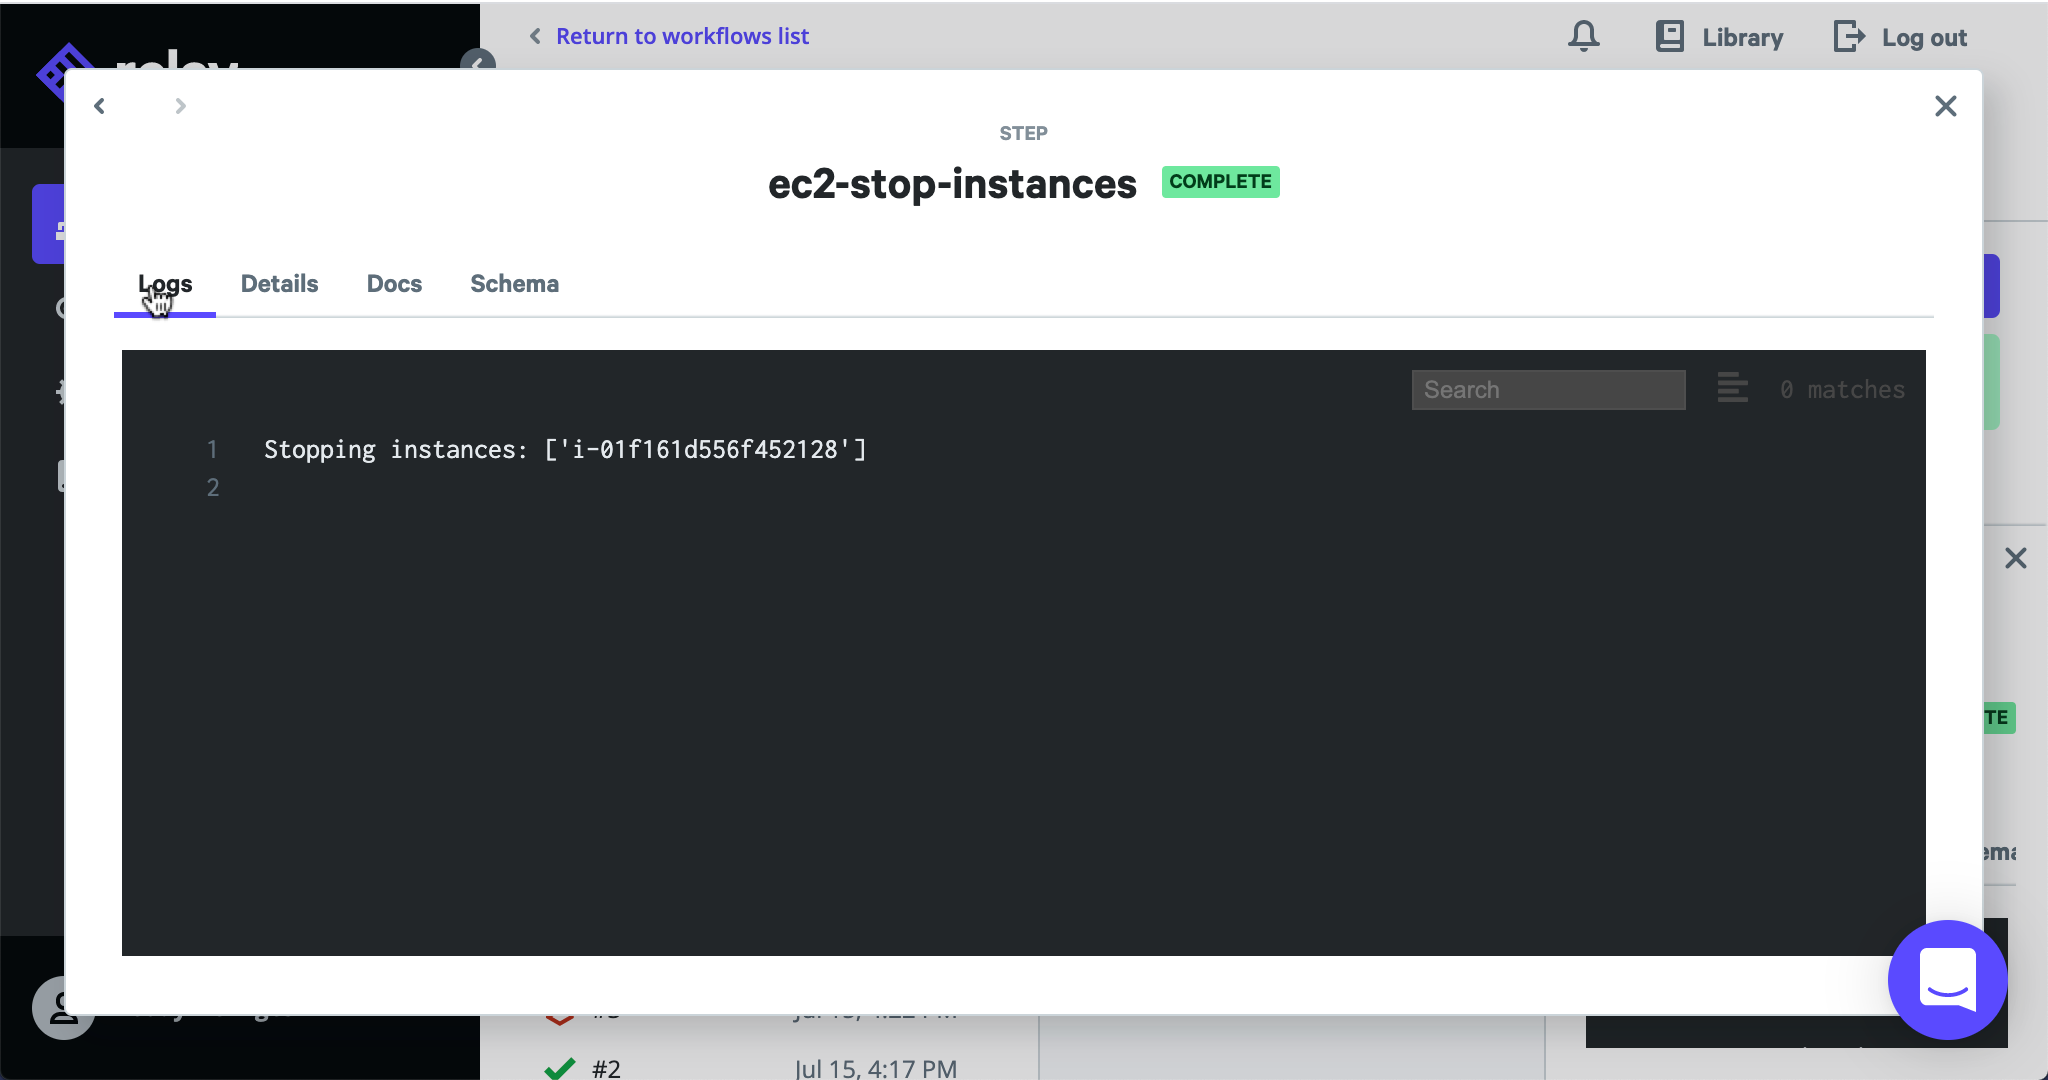 Return to workflows list
Library
Log out
STEP
ec2-stop-instances COMPLETE
Logs Details Docs Schema
Search 0 matches
1 Stopping instances: ['i-01f161d556f452128']
2
TE
#2 Jul 15, 4:17 PM